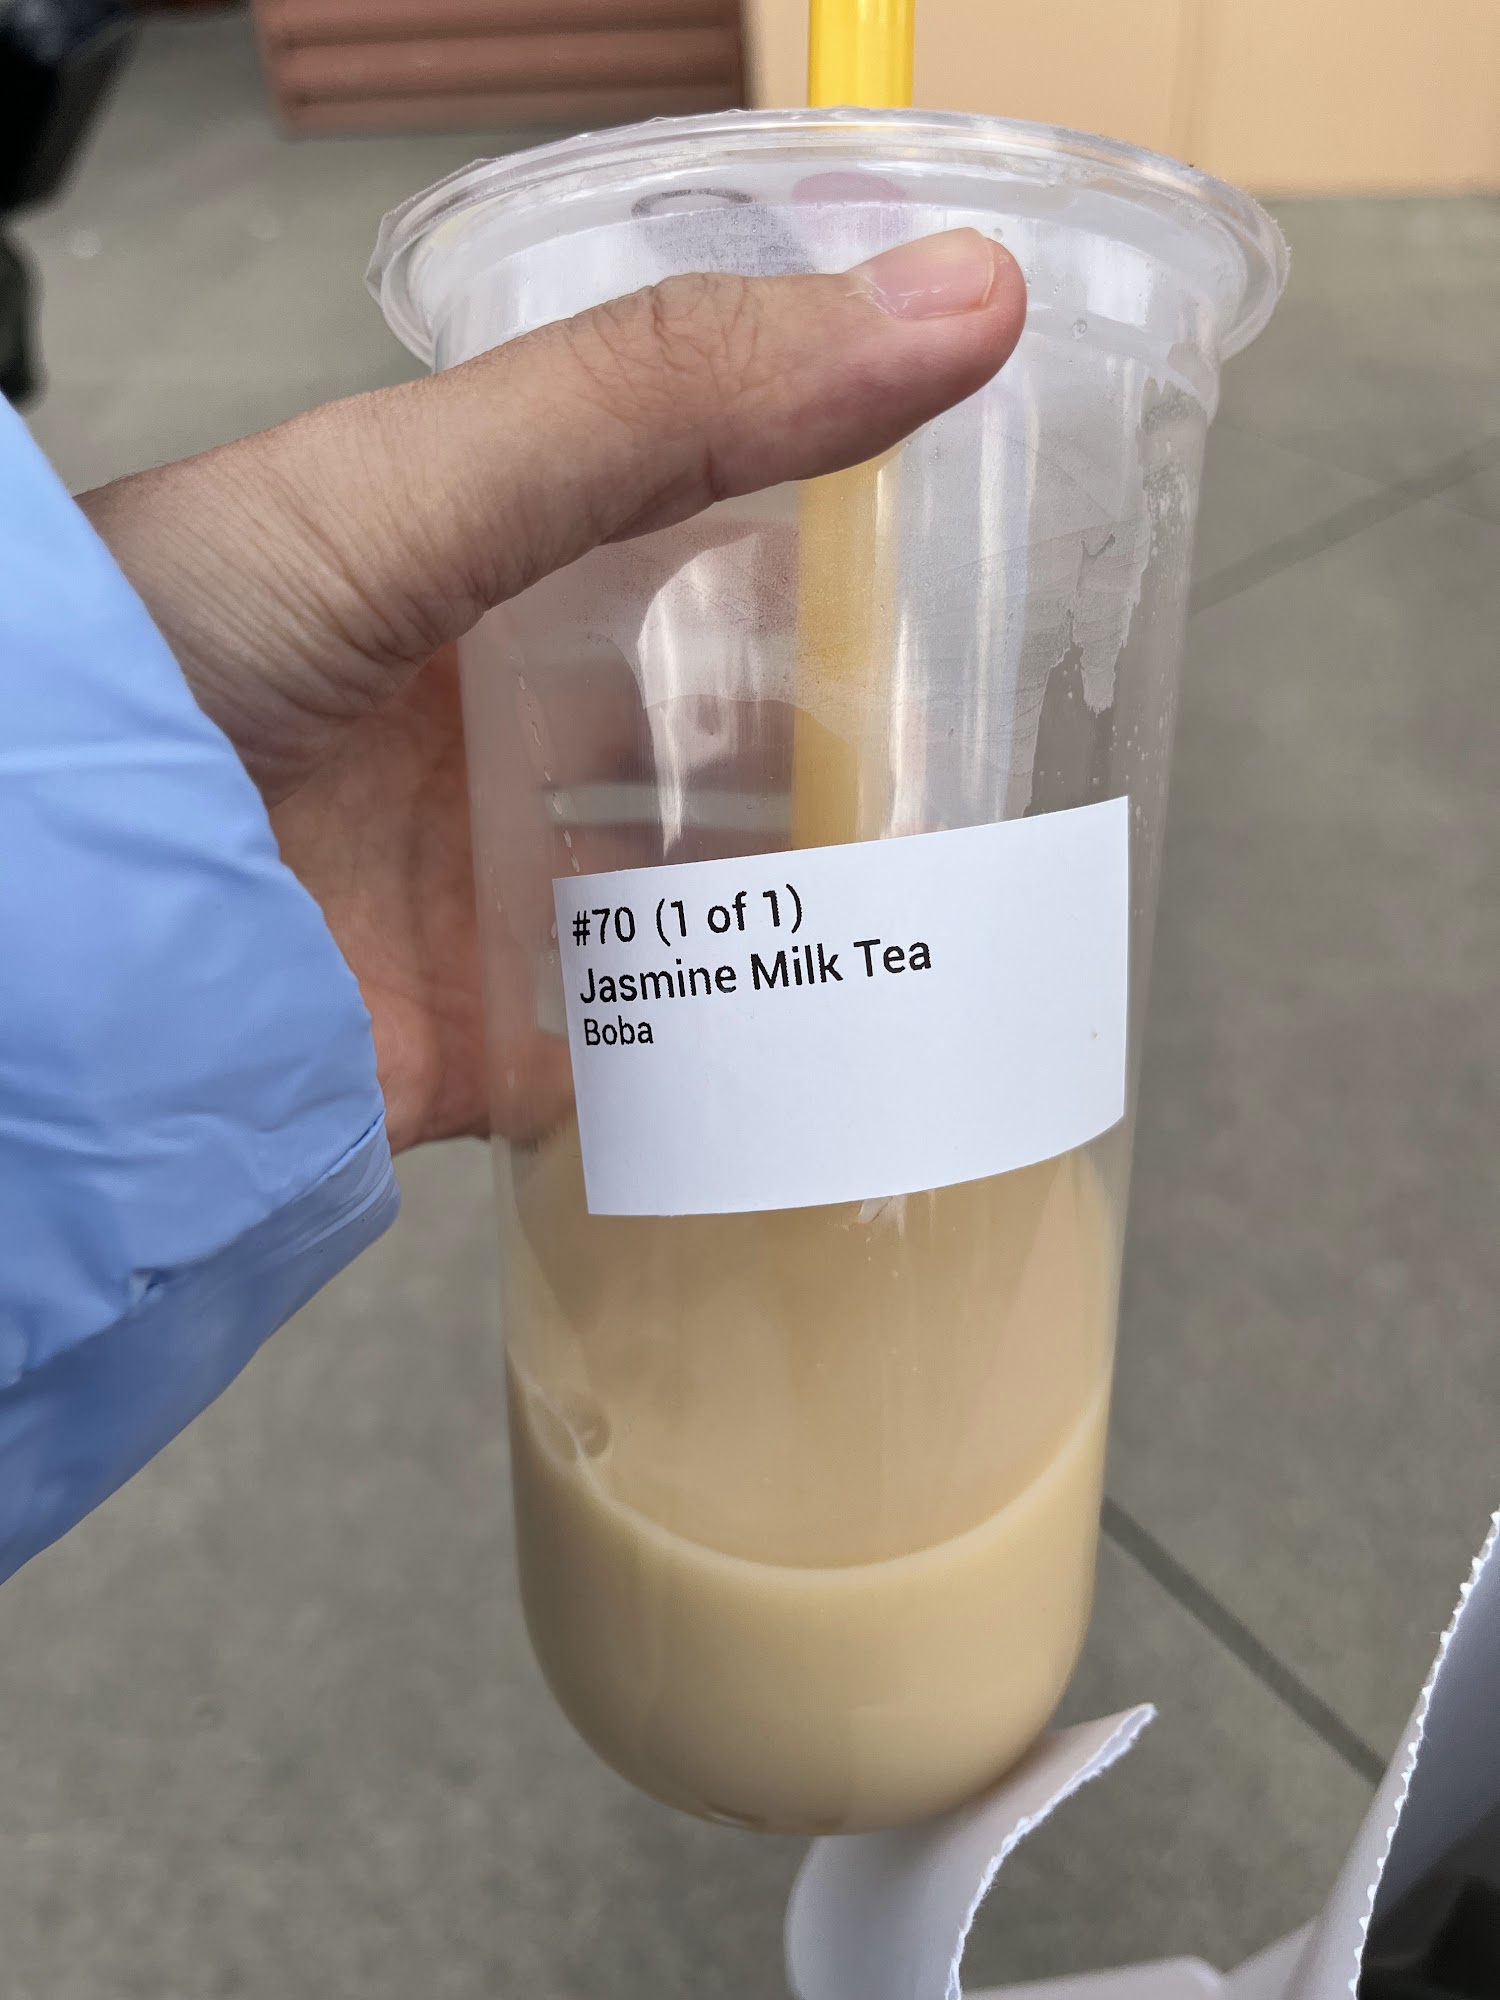 #70 (1 of 1)
Jasmine Milk Tea
Boba